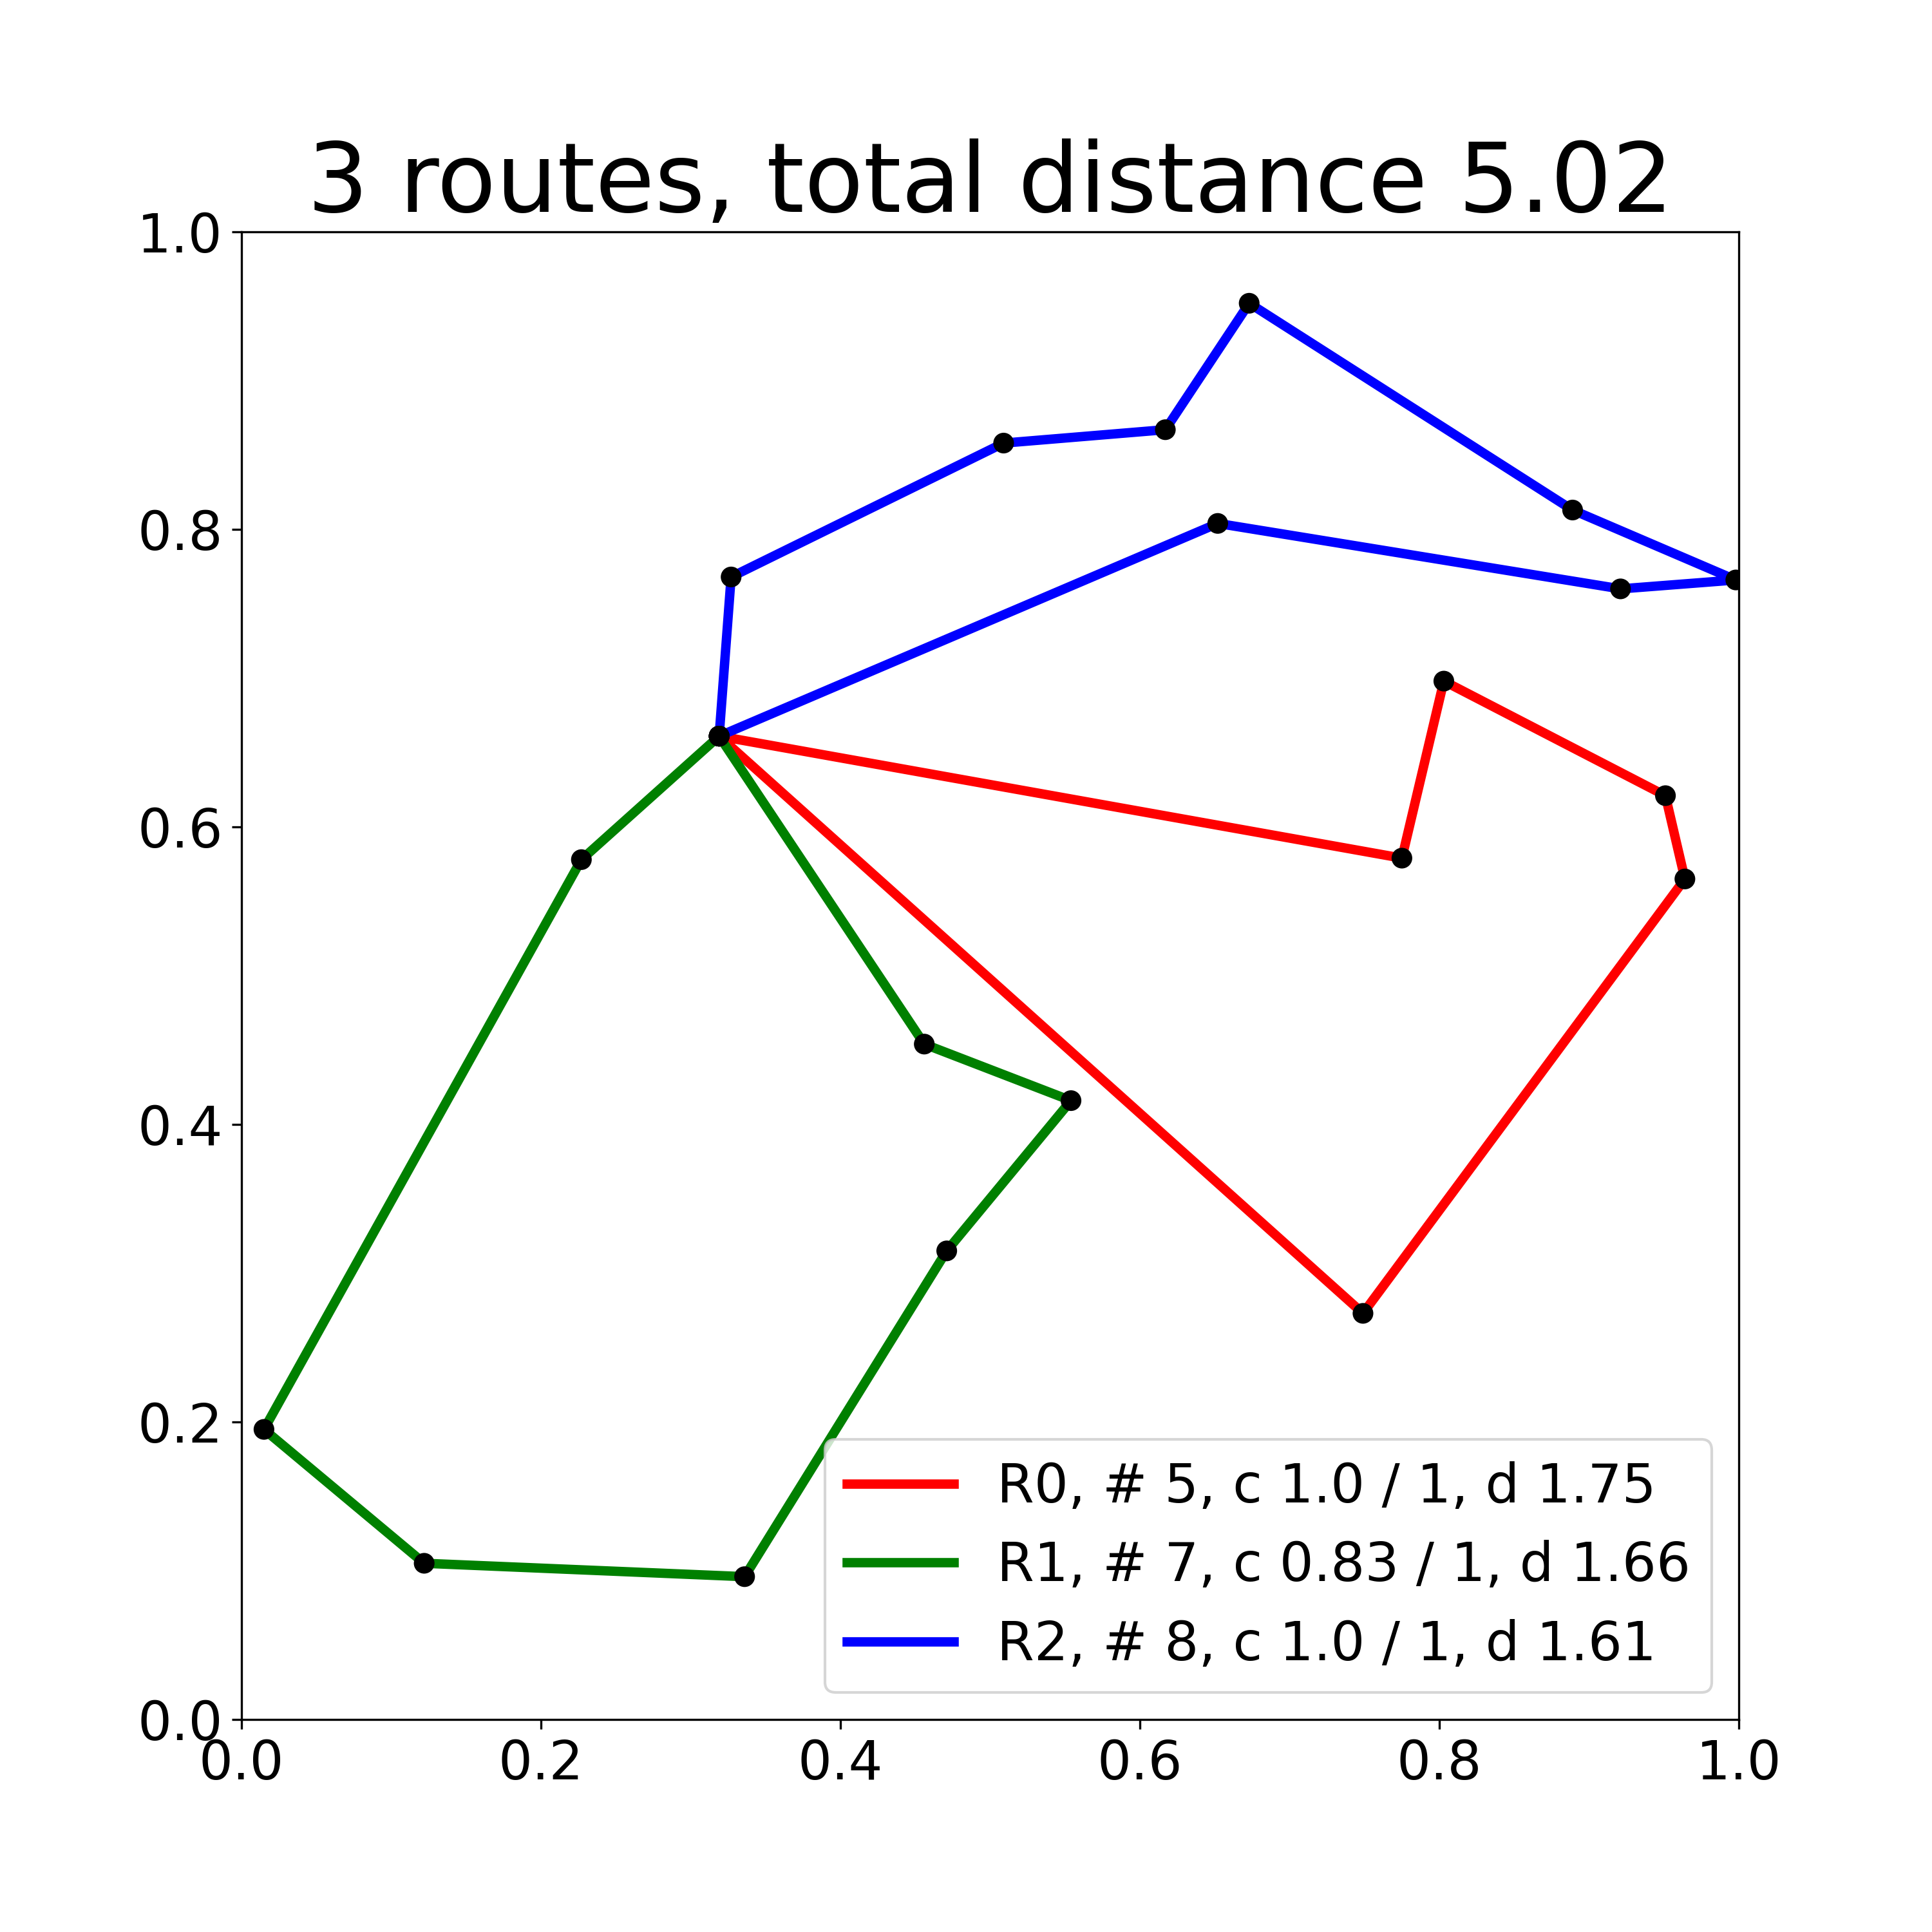 3 routes, total distance 5.02
1.0
0.8
0.6
0.4
0.2
0.0
0.0 0.2 0.4 0.6 0.8 1.0
R0, # 5, c 1.0 / 1, d 1.75
R1, # 7, c 0.83 / 1, d 1.66
R2, # 8, c 1.0 / 1, d 1.61